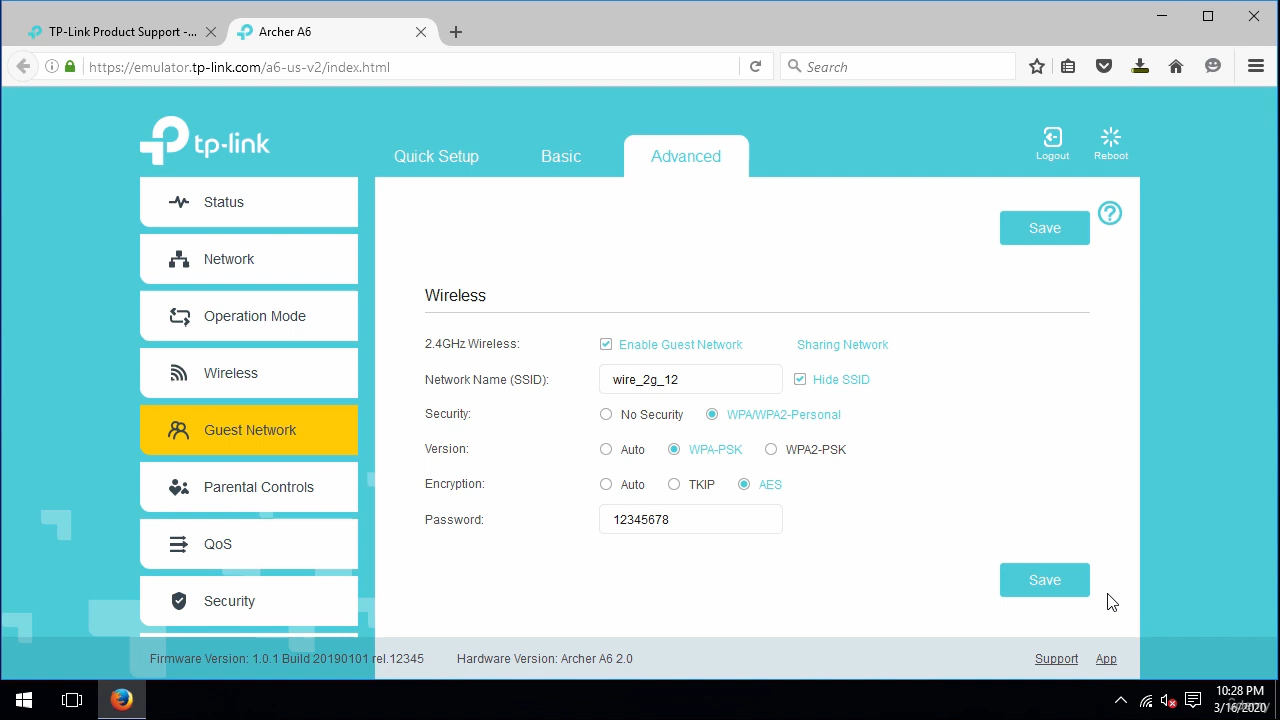 TP-Link Product Support -...
Archer A6
https://emulator.tp-link.com/a6-us-v2/index.html
Search
tp-link
Quick Setup
Basic
Advanced
Logout
Reboot
Status
Network
Operation Mode
Wireless
Guest Network
Parental Controls
QoS
Security
Save
?
Wireless
2.4GHz Wireless: Enable Guest Network Sharing Network
Network Name (SSID): wire_2g_12 Hide SSID
Security: No Security WPA/WPA2-Personal
Version: Auto WPA-PSK WPA2-PSK
Encryption: Auto TKIP AES
Password: 12345678
Save
Firmware Version: 1.0.1 Build 20190101 rel.12345 Hardware Version: Archer A6 2.0 Support App
10:28 PM
3/16/2020
Udemy